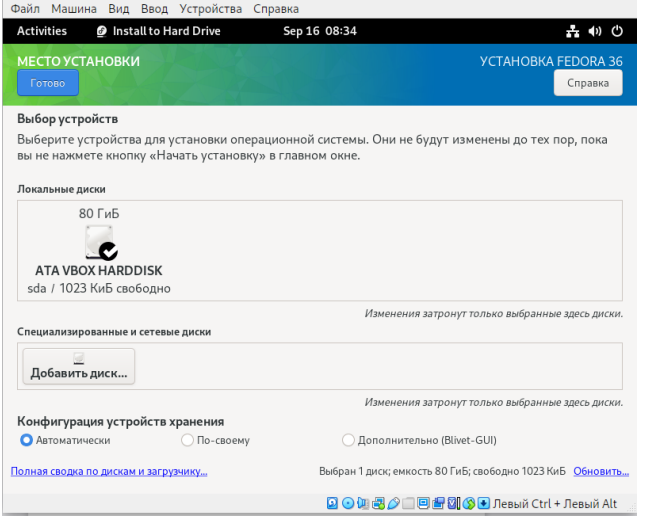 Файл Машина Вид Ввод Устройства Справка
Activities Install to Hard Drive Sep 16 08:34
МЕСТО УСТАНОВКИ УСТАНОВКА FEDORA 36
Готово Справка
Выбор устройств
Выберите устройства для установки операционной системы. Они не будут изменены до тех пор, пока
вы не нажмете кнопку «Начать установку» в главном окне.
Локальные диски
80 ГиБ
ATA VBOX HARDDISK
sda / 1023 КиБ свободно
Изменения затронут только выбранные здесь диски.
Специализированные и сетевые диски
Добавить диск...
Изменения затронут только выбранные здесь диски.
Конфигурация устройств хранения
Автоматически По-своему Дополнительно (Blivet-GUI)
Полная сводка по дискам и загрузчику... Выбран 1 диск; емкость 80 ГиБ; свободно 1023 КиБ Обновить...
Левый Ctrl + Левый Alt